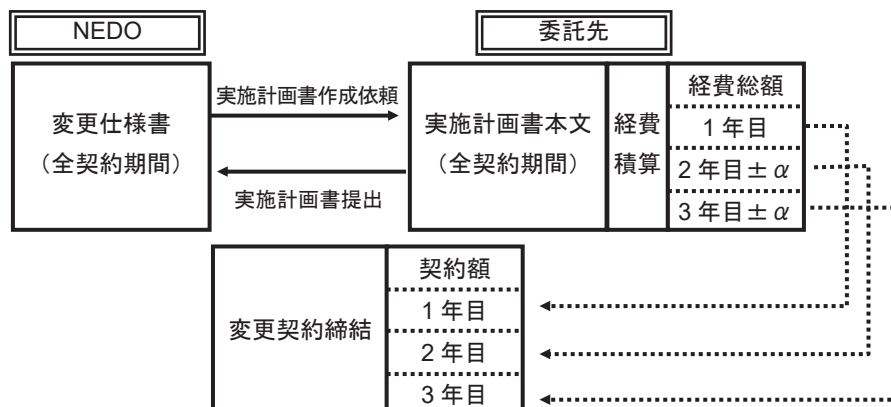 NEDO
委託先
変更仕様書
（全契約期間）
実施計画書作成依頼
実施計画書提出
実施計画書本文
（全契約期間）
経費
積算
経費総額
1 年目
2 年目± α
3 年目± α
変更契約締結
契約額
1 年目
2 年目
3 年目